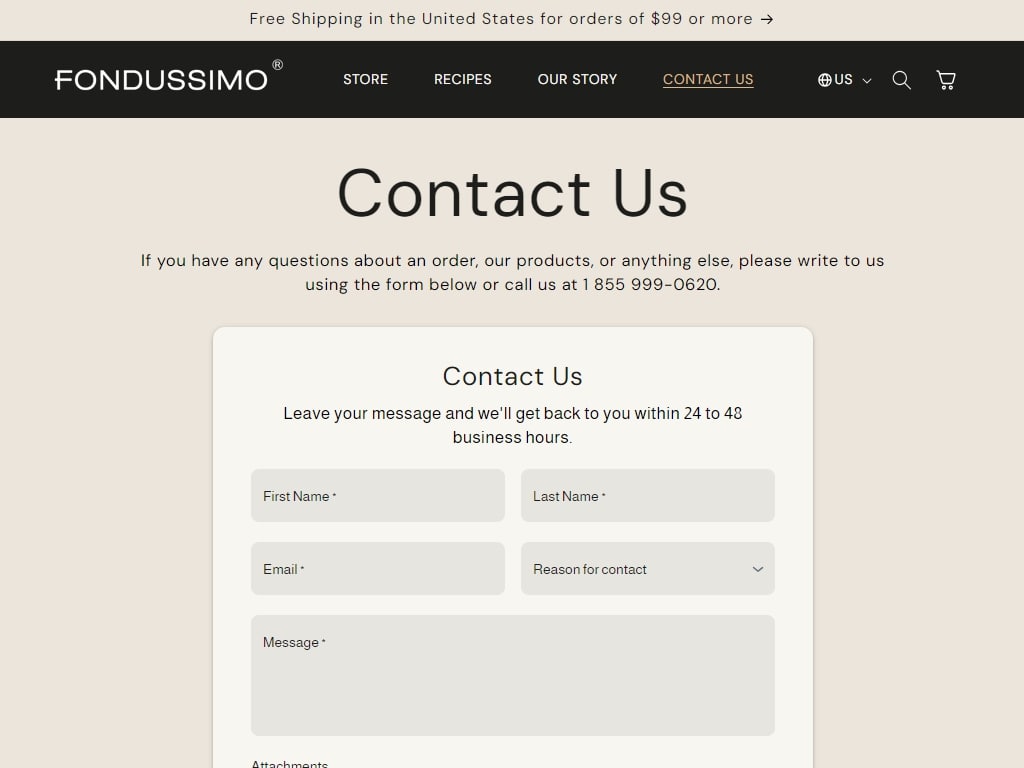 Free Shipping in the United States for orders of $99 or more →
FONDUSSIMO®
STORE
RECIPES
OUR STORY
CONTACT US
US
Contact Us
If you have any questions about an order, our products, or anything else, please write to us
using the form below or call us at 1 855 999-0620.
Contact Us
Leave your message and we'll get back to you within 24 to 48
business hours.
First Name *
Last Name *
Email *
Reason for contact
Message *
Attachments